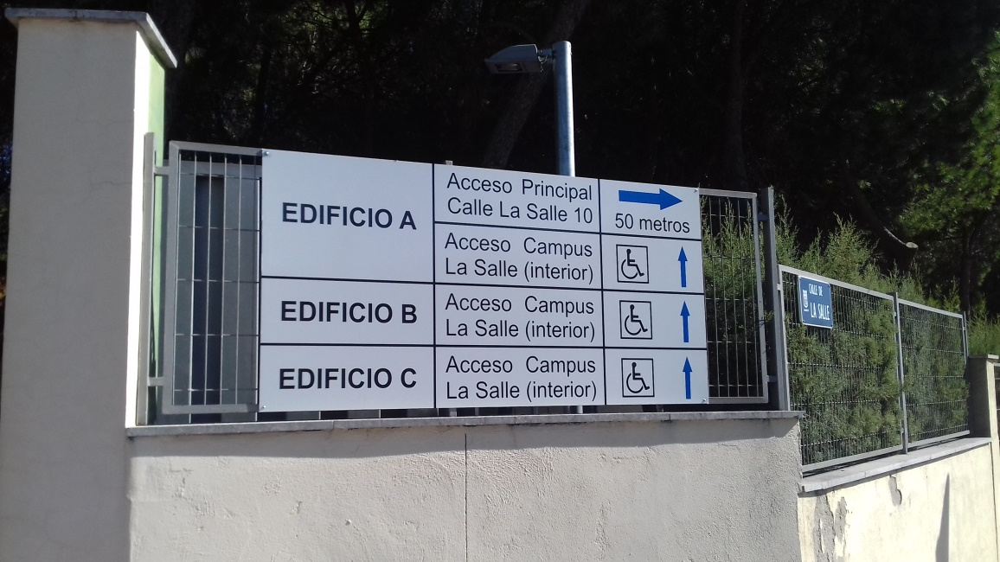 EDIFICIO A
Acceso Principal
Calle La Salle 10
50 metros
Acceso Campus
La Salle (interior)
EDIFICIO B
Acceso Campus
La Salle (interior)
EDIFICIO C
Acceso Campus
La Salle (interior)
CALLE DE
LA SALLE